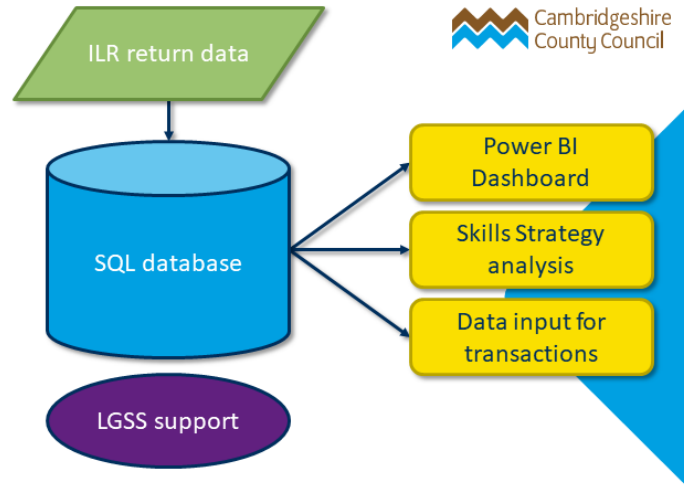 ILR return data
Cambridgeshire
County Council
Power BI
Dashboard
SQL database
Skills Strategy
analysis
Data input for
transactions
LGSS support